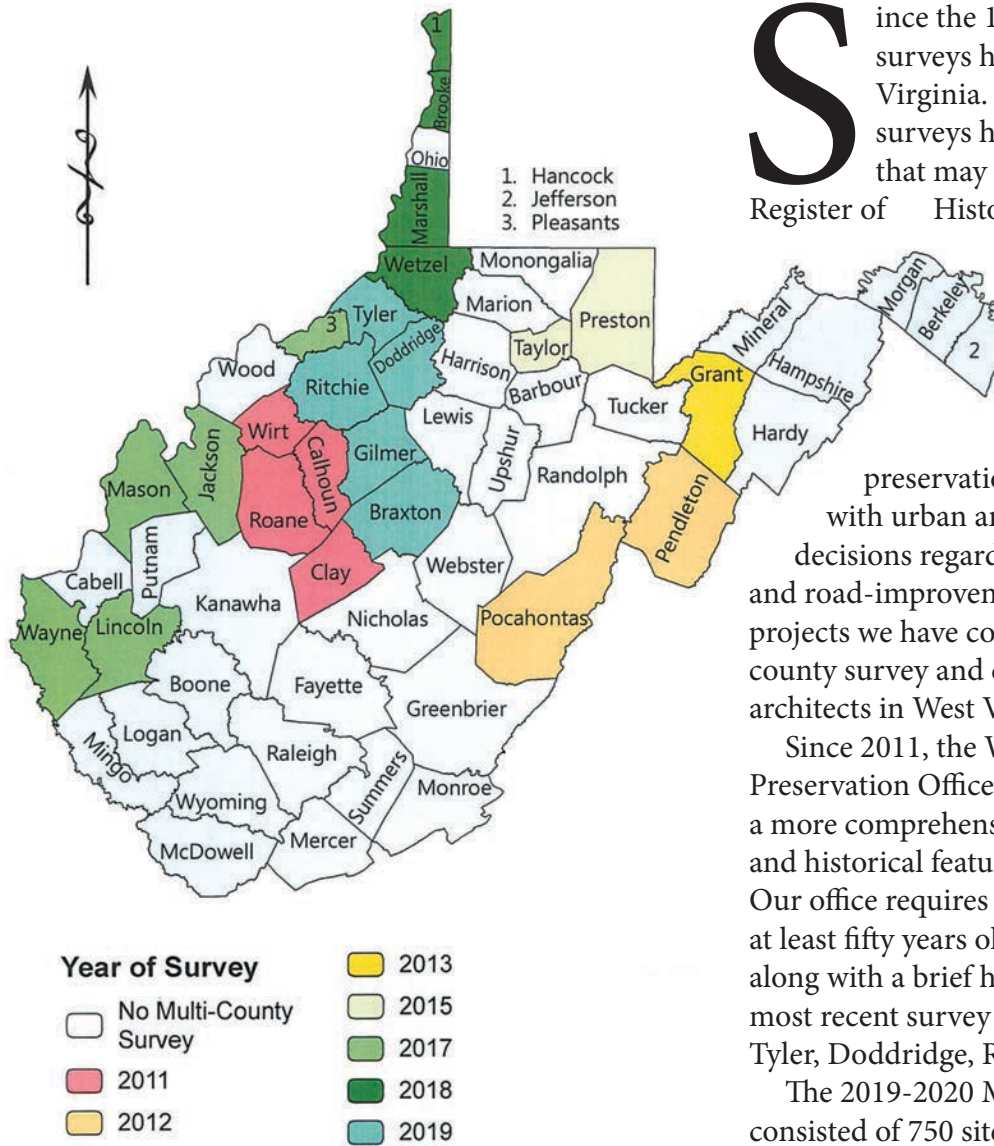 Since the 1
surveys h
Virginia.
surveys h
that may
Register of Histo
1
Brooke
Ohio
Marshall
1. Hancock
2. Jefferson
3. Pleasants
Wetzel
Monongalia
Marion
Preston
Taylor
Tyler
3
Doddridge
Harrison
Barbour
Wood
Ritchie
Lewis
Tucker
Grant
Mineral
Hampshire
Morgan
Berkeley
2
Hardy
Wirt
Calhoun
Gilmer
Upshur
Randolph
Mason
Jackson
Roane
Braxton
Pendleton
Cabell
Putnam
Clay
Webster
Kanawha
Nicholas
Pocahontas
Wayne
Lincoln
Boone
Fayette
Greenbrier
Logan
Mingo
Raleigh
Wyoming
Summers
Monroe
McDowell
Mercer
preservatio
with urban
decisions regard
and road-improve
projects we have co
county survey and
architects in West V
Since 2011, the
Preservation Office
a more comprehens
and historical featu
Our office requires
at least fifty years ol
along with a brief h
most recent survey
Tyler, Doddridge, R
The 2019-2020 M
consisted of 750 site
Year of Survey
No Multi-County
Survey
2011
2012
2013
2015
2017
2018
2019